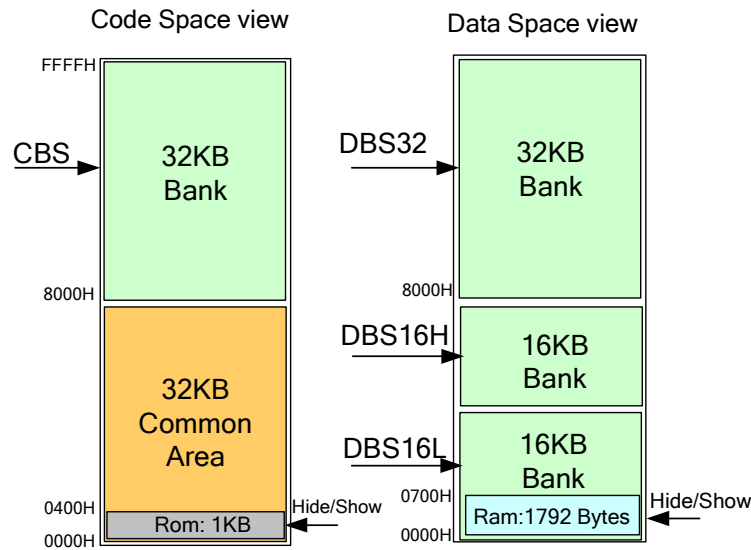 Code Space view
FFFFH
CBS
32KB
Bank
8000H
32KB
Common
Area
0400H
Rom: 1KB
Hide/Show
0000H
Data Space view
DBS32
32KB
Bank
8000H
DBS16H
16KB
Bank
DBS16L
16KB
Bank
0700H
Ram:1792 Bytes
Hide/Show
0000H